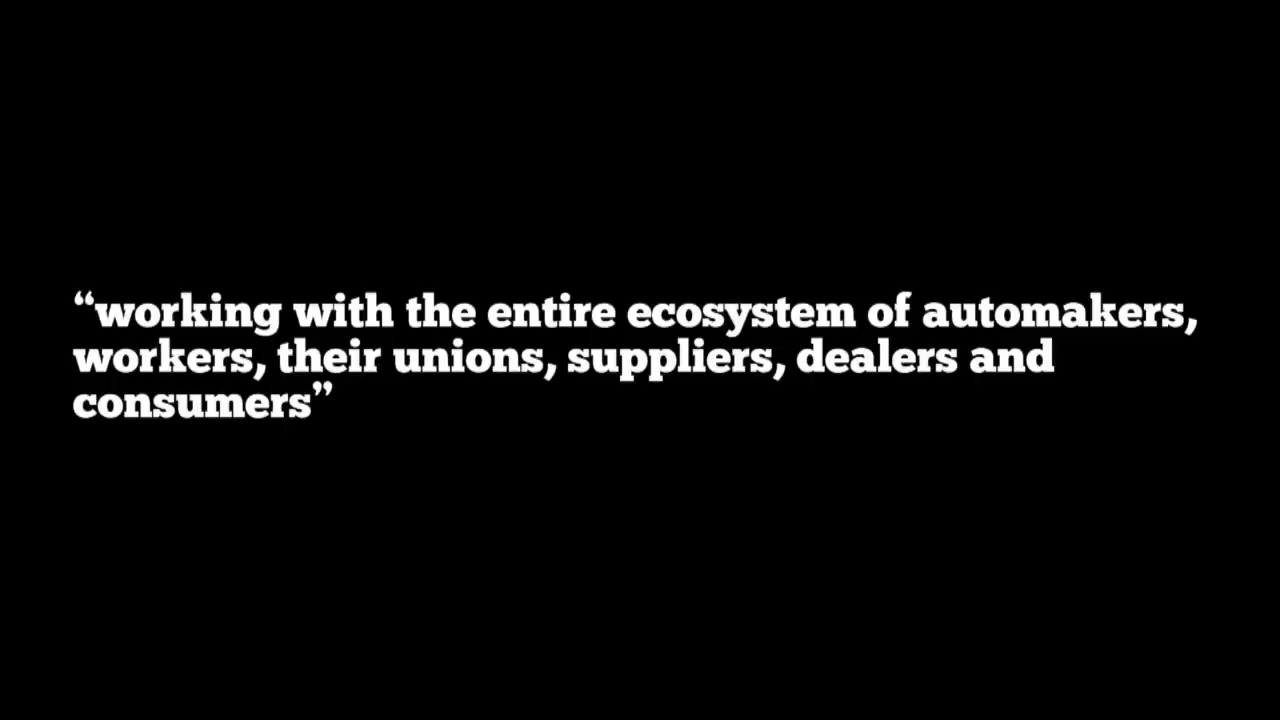 “working with the entire ecosystem of automakers,
workers, their unions, suppliers, dealers and
consumers”